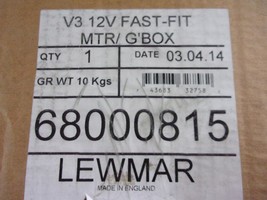 V3 12V FAST-FIT
MTR/ G'BOX
QTY 1 DATE 03.04.14
GR WT 10 Kgs
68000815
LEWMAR
MADE IN ENGLAND